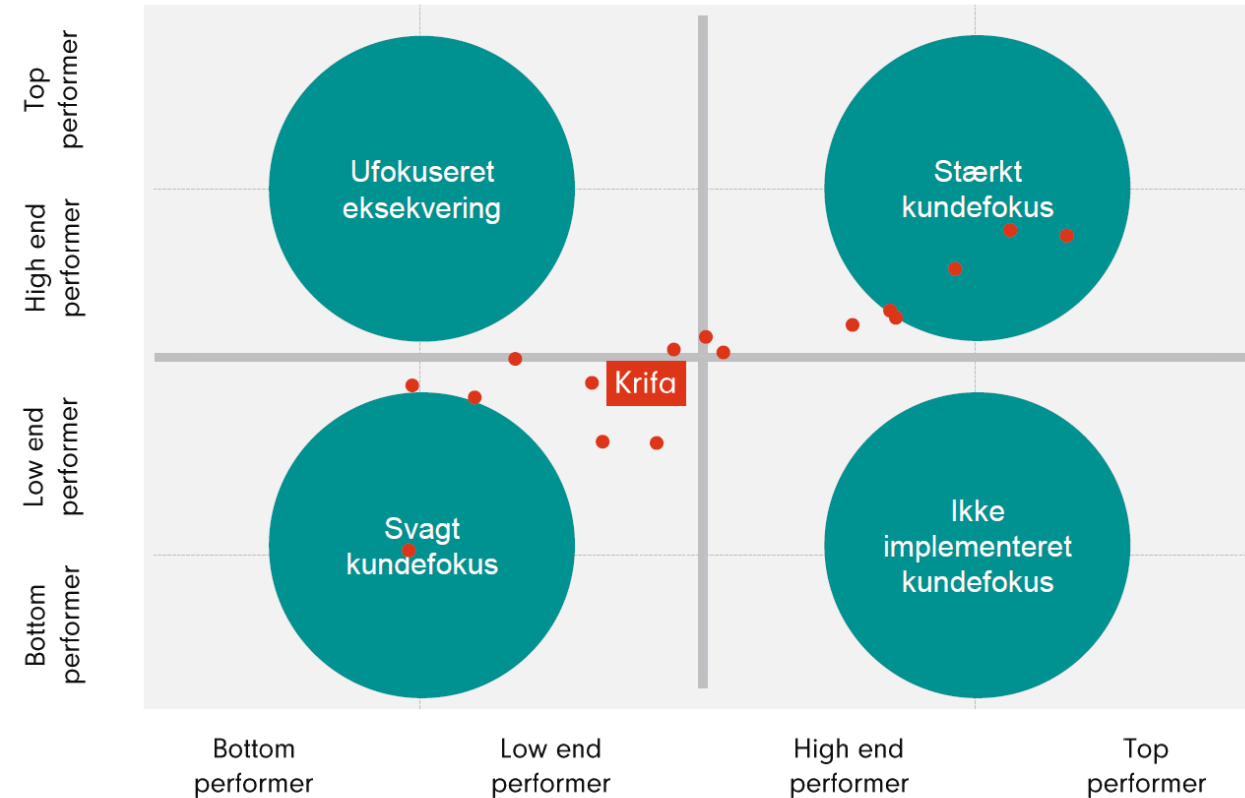 Top
performer
High end
performer
Low end
performer
Bottom
performer
Ufokuseret
eksekvering
Stærkt
kundefokus
Krifa
Svagt
kundefokus
Ikke
implementeret
kundefokus
Bottom
performer
Low end
performer
High end
performer
Top
performer